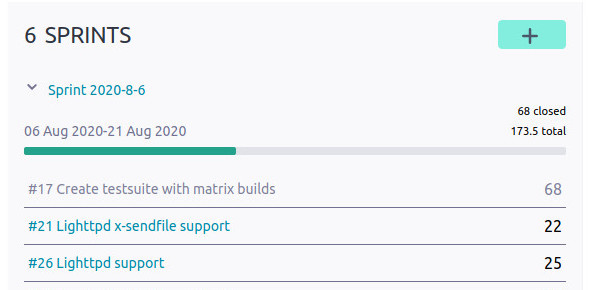 6 SPRINTS
Sprint 2020-8-6
68 closed
06 Aug 2020-21 Aug 2020
173.5 total
#17 Create testsuite with matrix builds 68
#21 Lighttpd x-sendfile support 22
#26 Lighttpd support 25